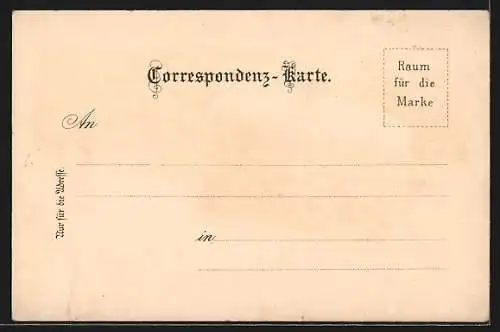 Correspondenz-Karte.
Raum
für die
Marke
An
Nur für die Adresse.
in